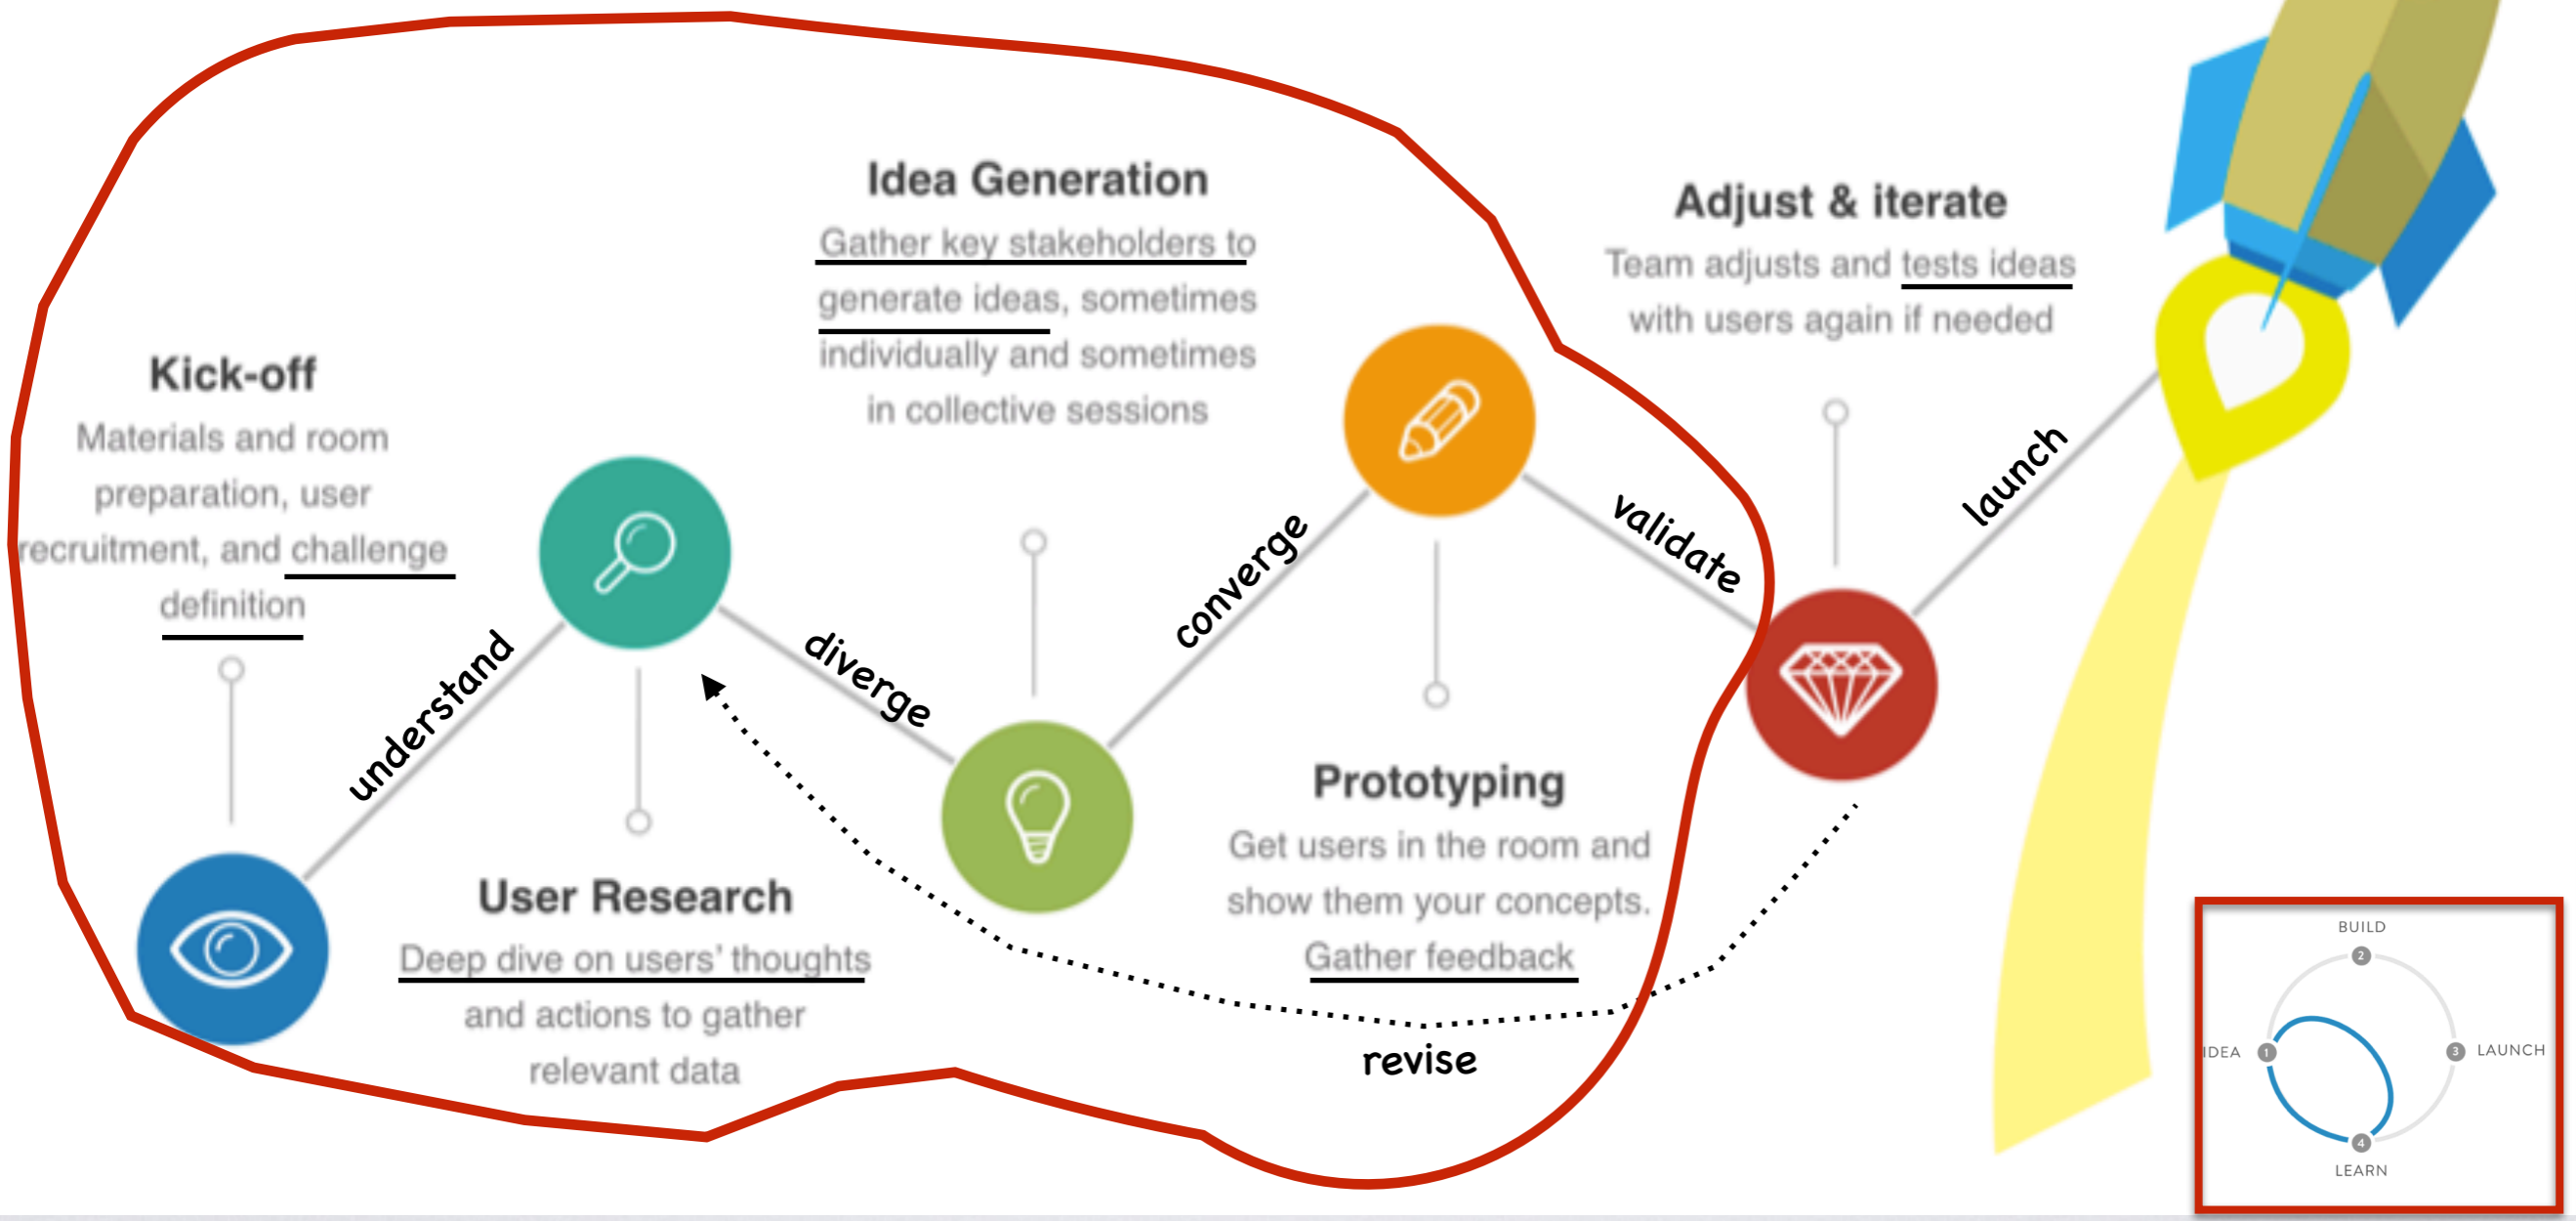 Kick-off
Materials and room
preparation, user
recruitment, and challenge
definition
understand
User Research
Deep dive on users' thoughts
and actions to gather
relevant data
diverge
Idea Generation
Gather key stakeholders to
generate ideas, sometimes
individually and sometimes
in collective sessions
converge
Prototyping
Get users in the room and
show them your concepts.
Gather feedback
validate
Adjust & iterate
Team adjusts and tests ideas
with users again if needed
launch
revise
BUILD
2
IDEA
1
3
LAUNCH
4
LEARN